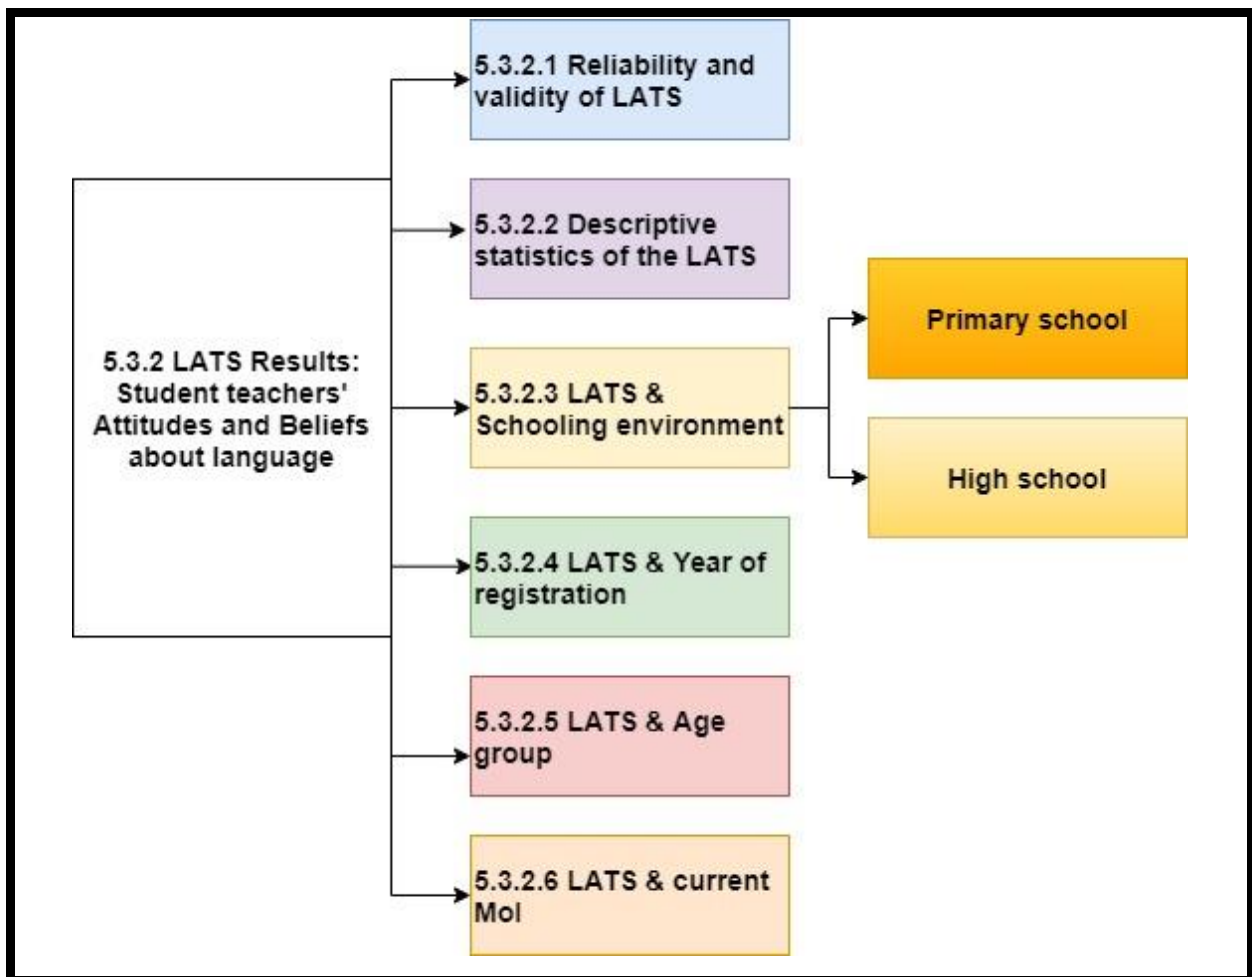 5.3.2.1 Reliability and
validity of LATS
5.3.2.2 Descriptive
statistics of the LATS
5.3.2 LATS Results:
Student teachers'
Attitudes and Beliefs
about language
5.3.2.3 LATS &
Schooling environment
Primary school
High school
5.3.2.4 LATS & Year of
registration
5.3.2.5 LATS & Age
group
5.3.2.6 LATS & current
MoI